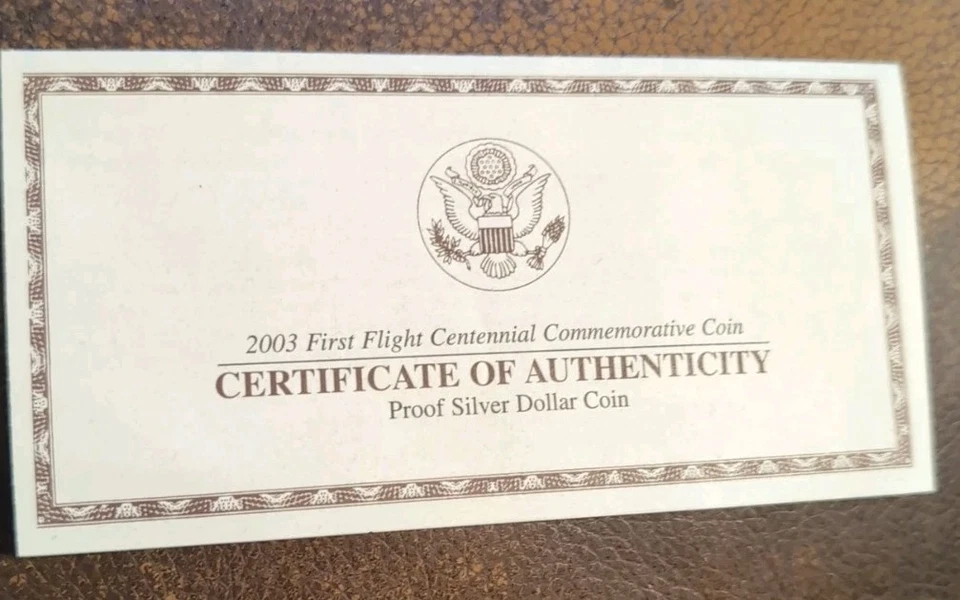 2003 First Flight Centennial Commemorative Coin
CERTIFICATE OF AUTHENTICITY
Proof Silver Dollar Coin